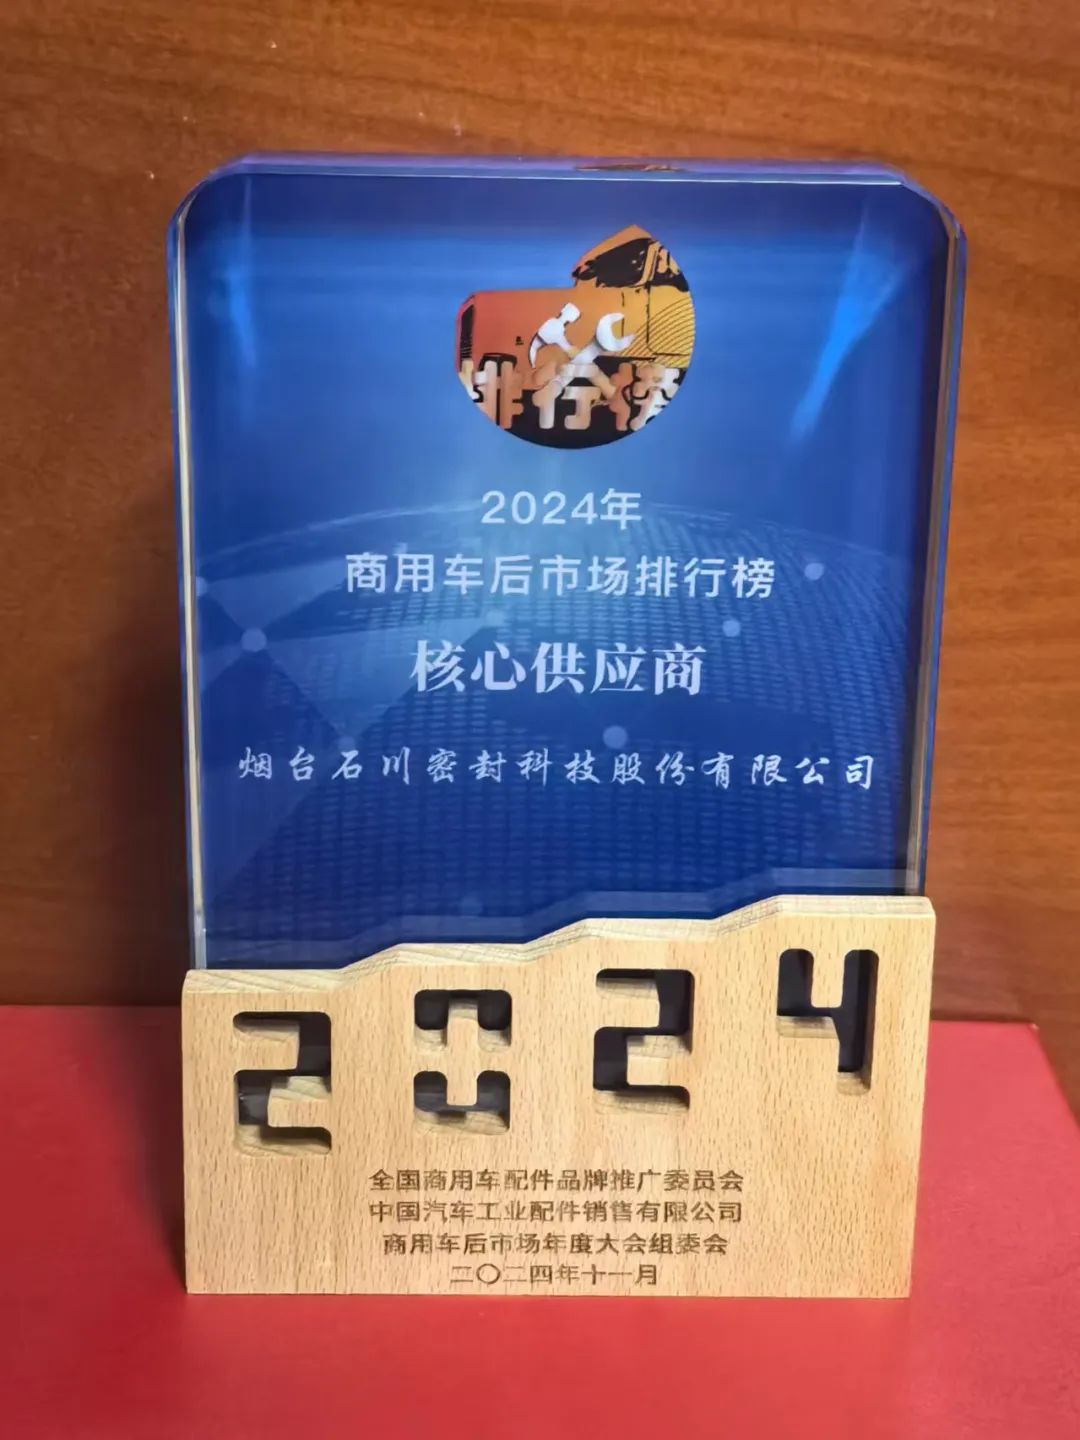 排行榜
2024年
商用车后市场排行榜
核心供应商
烟台石川密封科技股份有限公司
2024
全国商用车配件品牌推广委员会
中国汽车工业配件销售有限公司
商用车后市场年度大会组委会
二〇二四年十一月